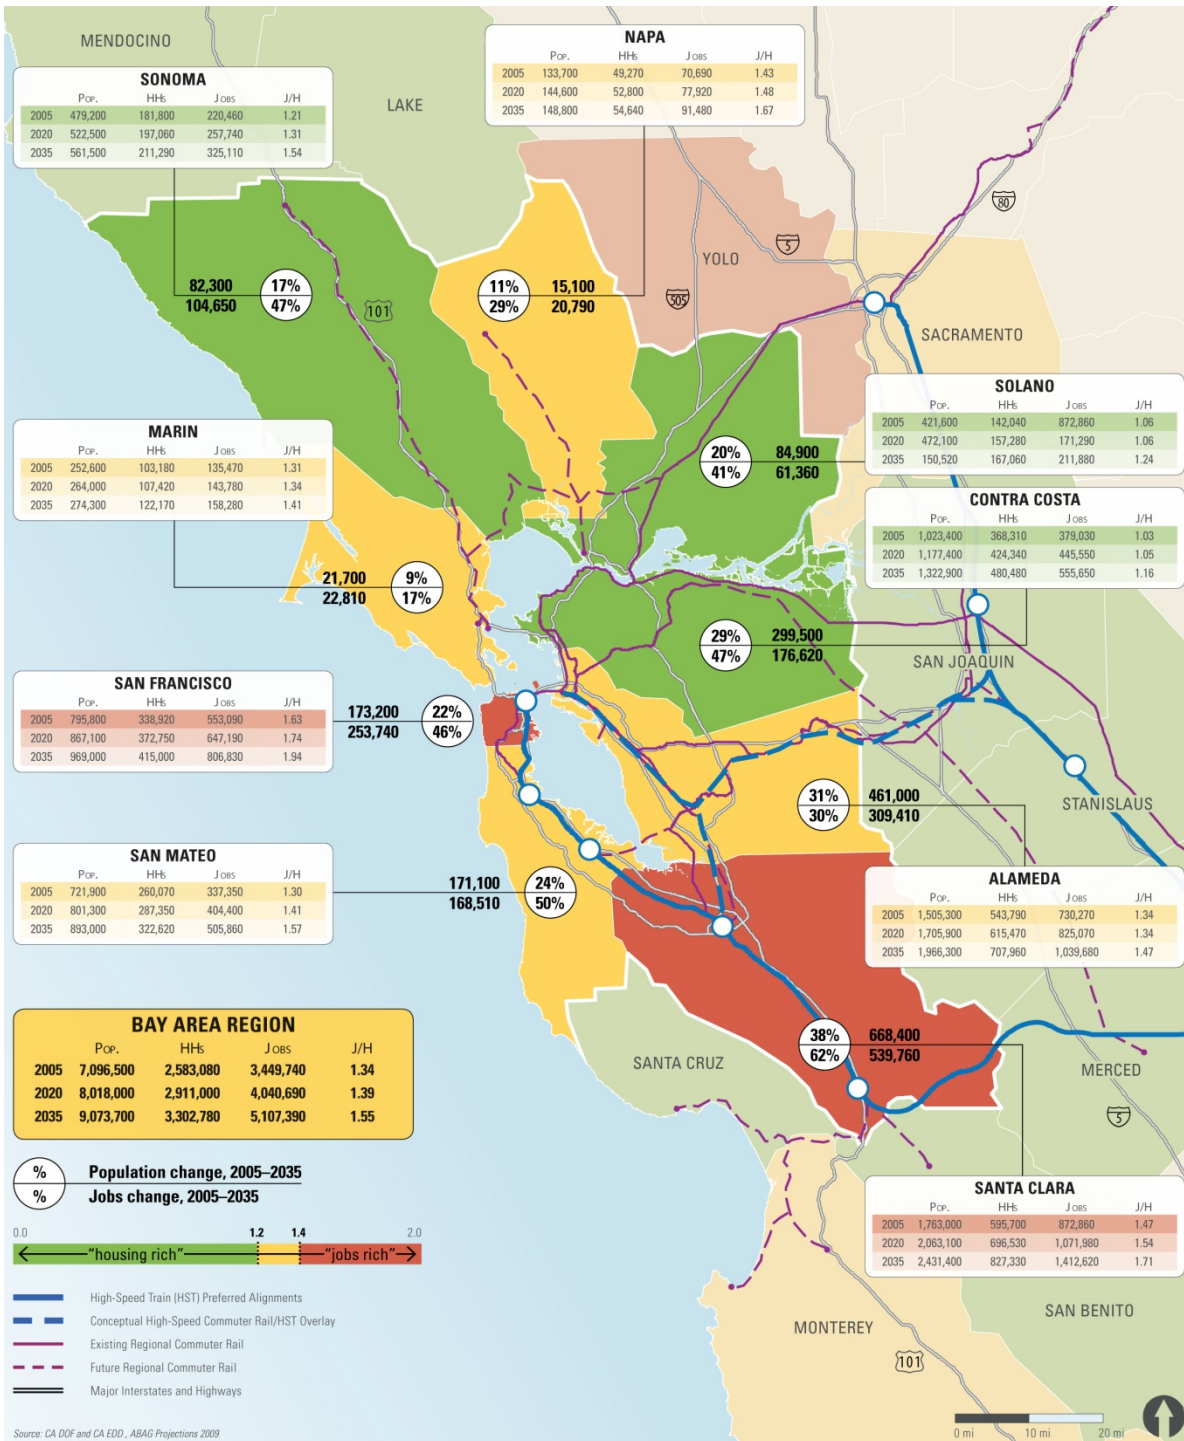 MENDOCINO
LAKE
SONOMA
POP. HHS JOBS J/H
2005 479,200 181,800 220,460 1.21
2020 522,500 197,060 257,740 1.31
2035 561,500 211,290 325,110 1.54
NAPA
POP. HHS JOBS J/H
2005 133,700 49,270 70,690 1.43
2020 144,600 52,800 77,920 1.48
2035 148,800 54,640 91,480 1.67
80
5
YOLO
505
101
82,300 17%
104,650 47%
11% 15,100
29% 20,790
SACRAMENTO
SOLANO
POP. HHS JOBS J/H
2005 421,600 142,040 872,860 1.06
2020 472,100 157,280 171,290 1.06
2035 150,520 167,060 211,880 1.24
MARIN
POP. HHS JOBS J/H
2005 252,600 103,180 135,470 1.31
2020 264,000 107,420 143,780 1.34
2035 274,300 122,170 158,280 1.41
20% 84,900
41% 61,360
CONTRA COSTA
POP. HHS JOBS J/H
2005 1,023,400 368,310 379,030 1.03
2020 1,177,400 424,340 445,550 1.05
2035 1,322,900 480,480 555,650 1.16
21,700 9%
22,810 17%
29% 299,500
47% 176,620
SAN JOAQUIN
SAN FRANCISCO
POP. HHS JOBS J/H
2005 795,800 338,920 553,090 1.63
2020 867,100 372,750 647,190 1.74
2035 969,000 415,000 806,830 1.94
173,200 22%
253,740 46%
31% 461,000
30% 309,410
STANISLAUS
SAN MATEO
POP. HHS JOBS J/H
2005 721,900 260,070 337,350 1.30
2020 801,300 287,350 404,400 1.41
2035 893,000 322,620 505,860 1.57
171,100 24%
168,510 50%
ALAMEDA
POP. HHS JOBS J/H
2005 1,505,300 543,790 730,270 1.34
2020 1,705,900 615,470 825,070 1.34
2035 1,966,300 707,960 1,039,680 1.47
BAY AREA REGION
POP. HHS JOBS J/H
2005 7,096,500 2,583,080 3,449,740 1.34
2020 8,018,000 2,911,000 4,040,690 1.39
2035 9,073,700 3,302,780 5,107,390 1.55
38% 668,400
62% 539,760
SANTA CRUZ
MERCED
5
% Population change, 2005–2035
% Jobs change, 2005–2035
0.0 1.2 1.4 2.0
"housing rich" "jobs rich"
SANTA CLARA
POP. HHS JOBS J/H
2005 1,763,000 595,700 872,860 1.47
2020 2,063,100 696,530 1,071,980 1.54
2035 2,431,400 827,330 1,412,620 1.71
High-Speed Train (HST) Preferred Alignments
Conceptual High-Speed Commuter Rail/HST Overlay
Existing Regional Commuter Rail
Future Regional Commuter Rail
Major Interstates and Highways
SAN BENITO
MONTEREY
101
0 mi 10 mi 20 mi
Source: CA DOF and CA EDD , ABAG Projections 2009